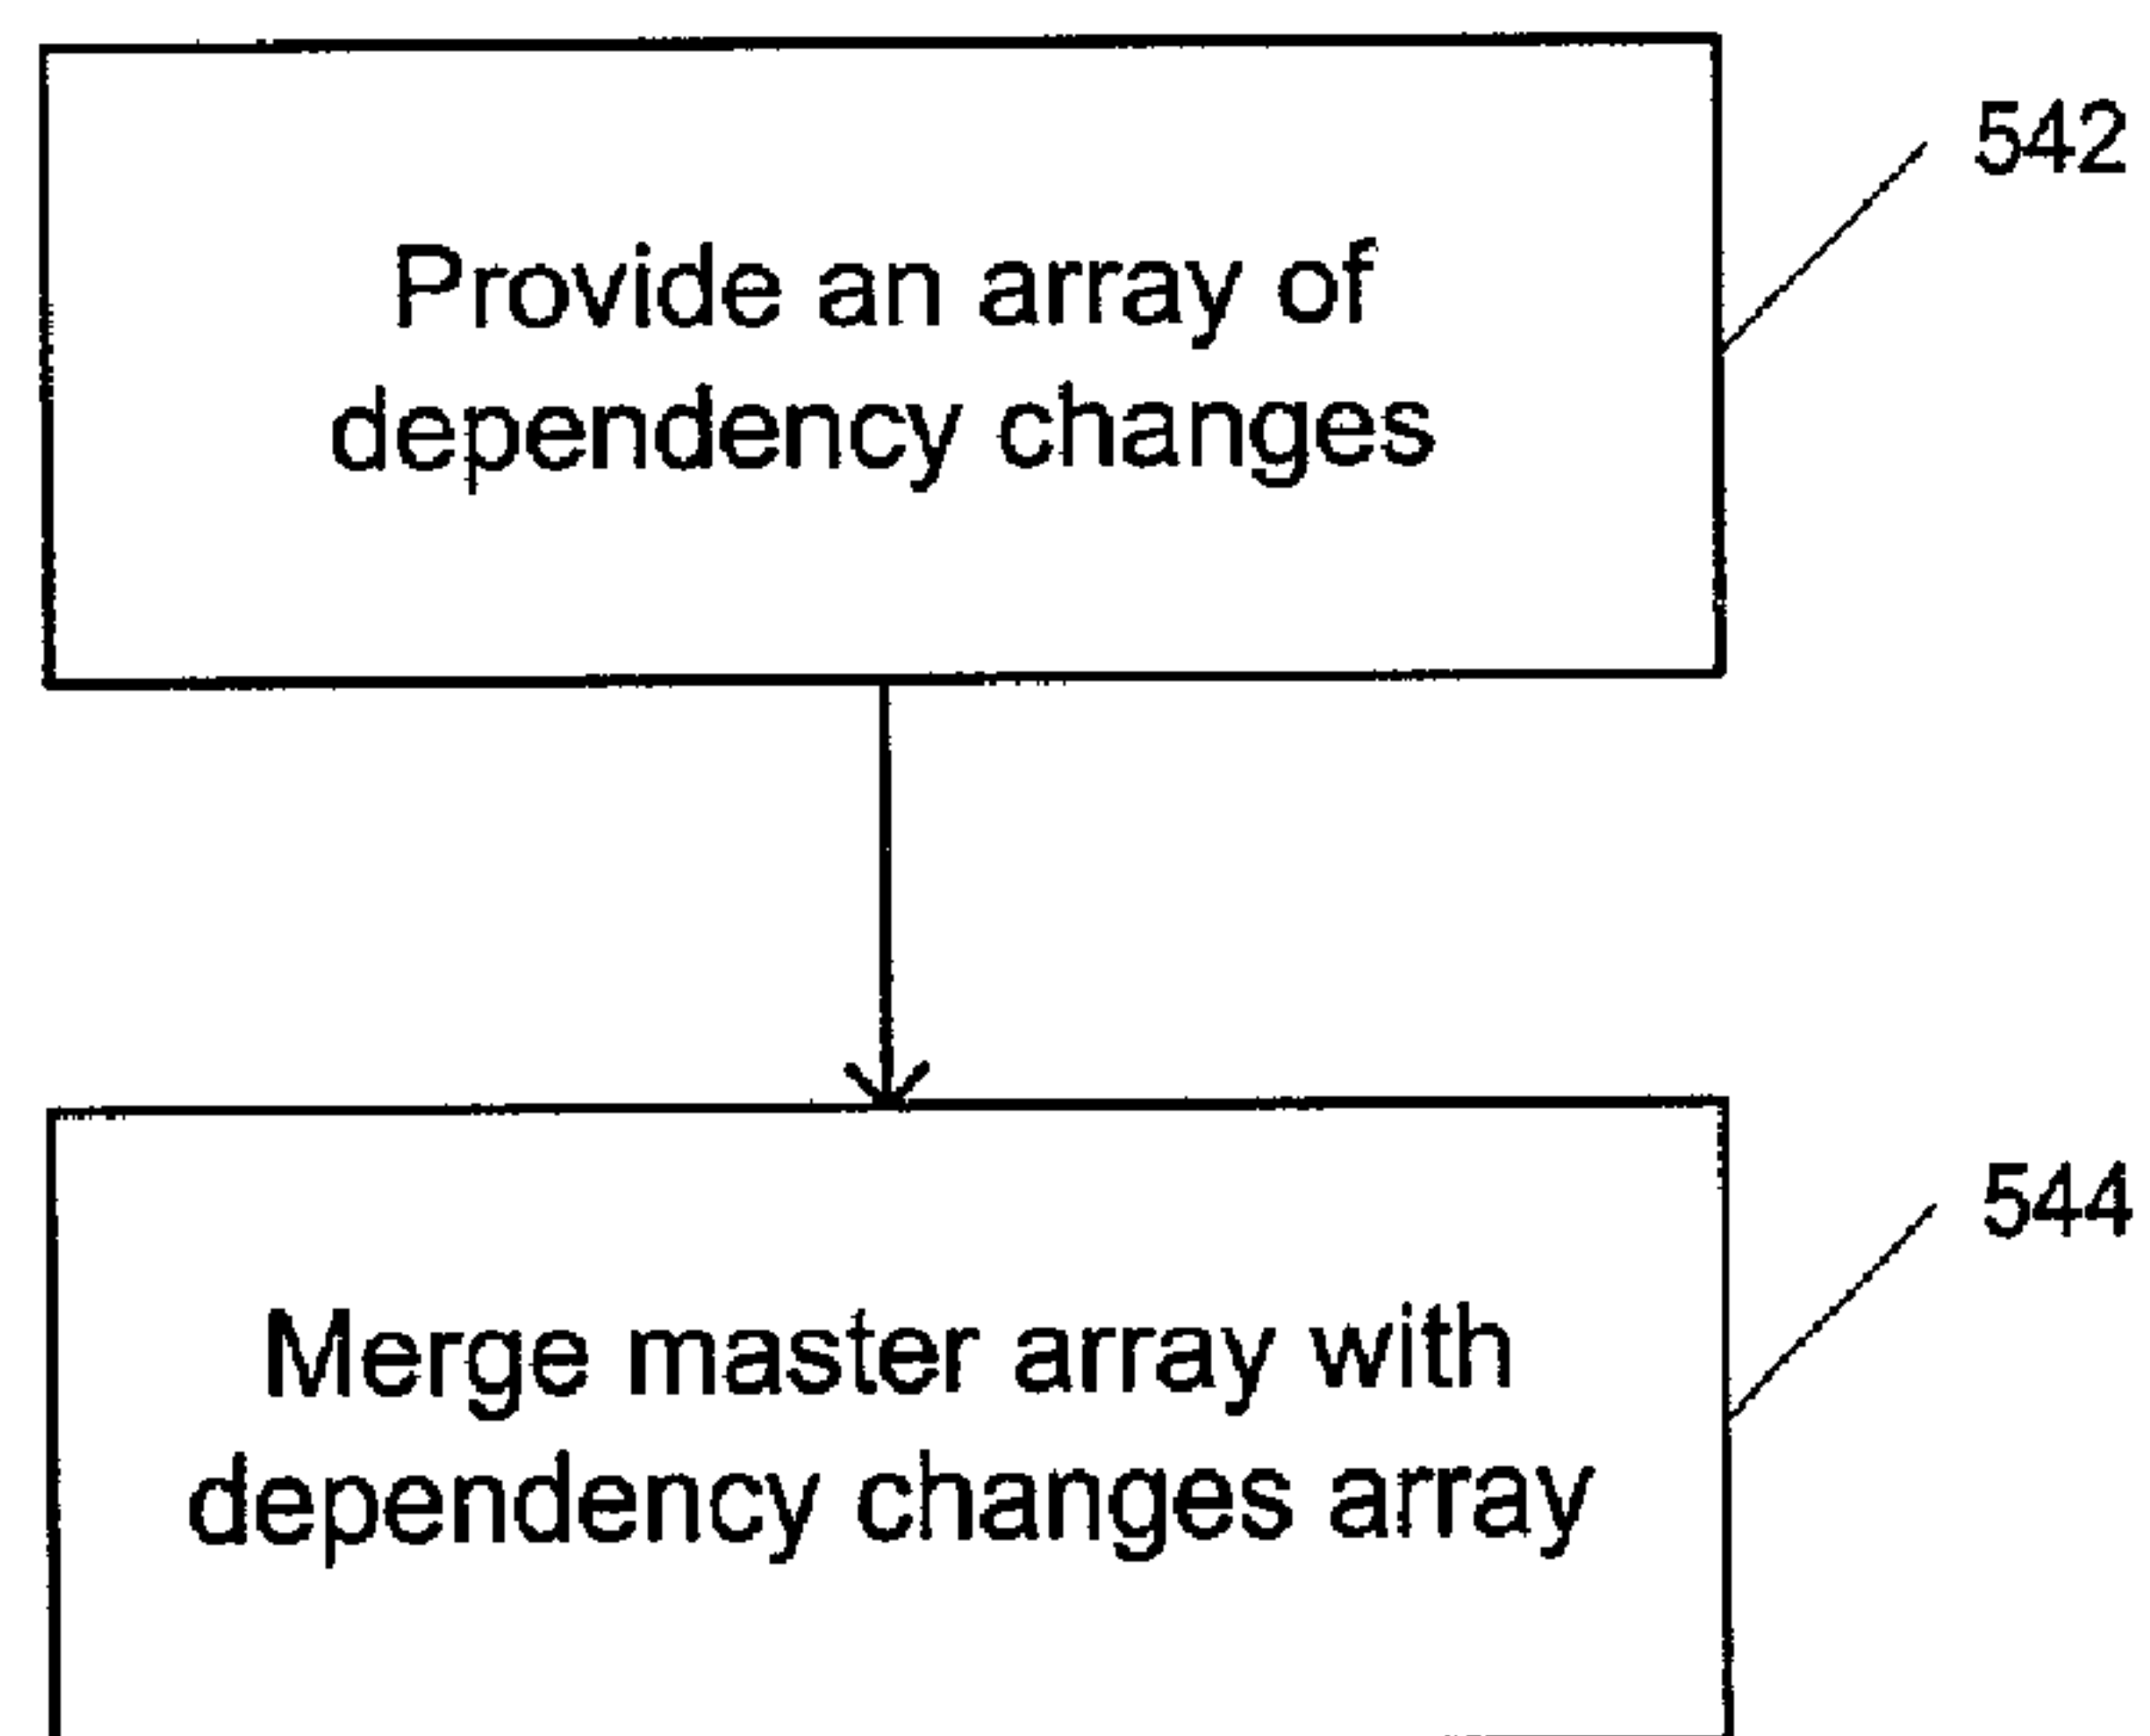 542
Provide an array of
dependency changes
544
Merge master array with
dependency changes array